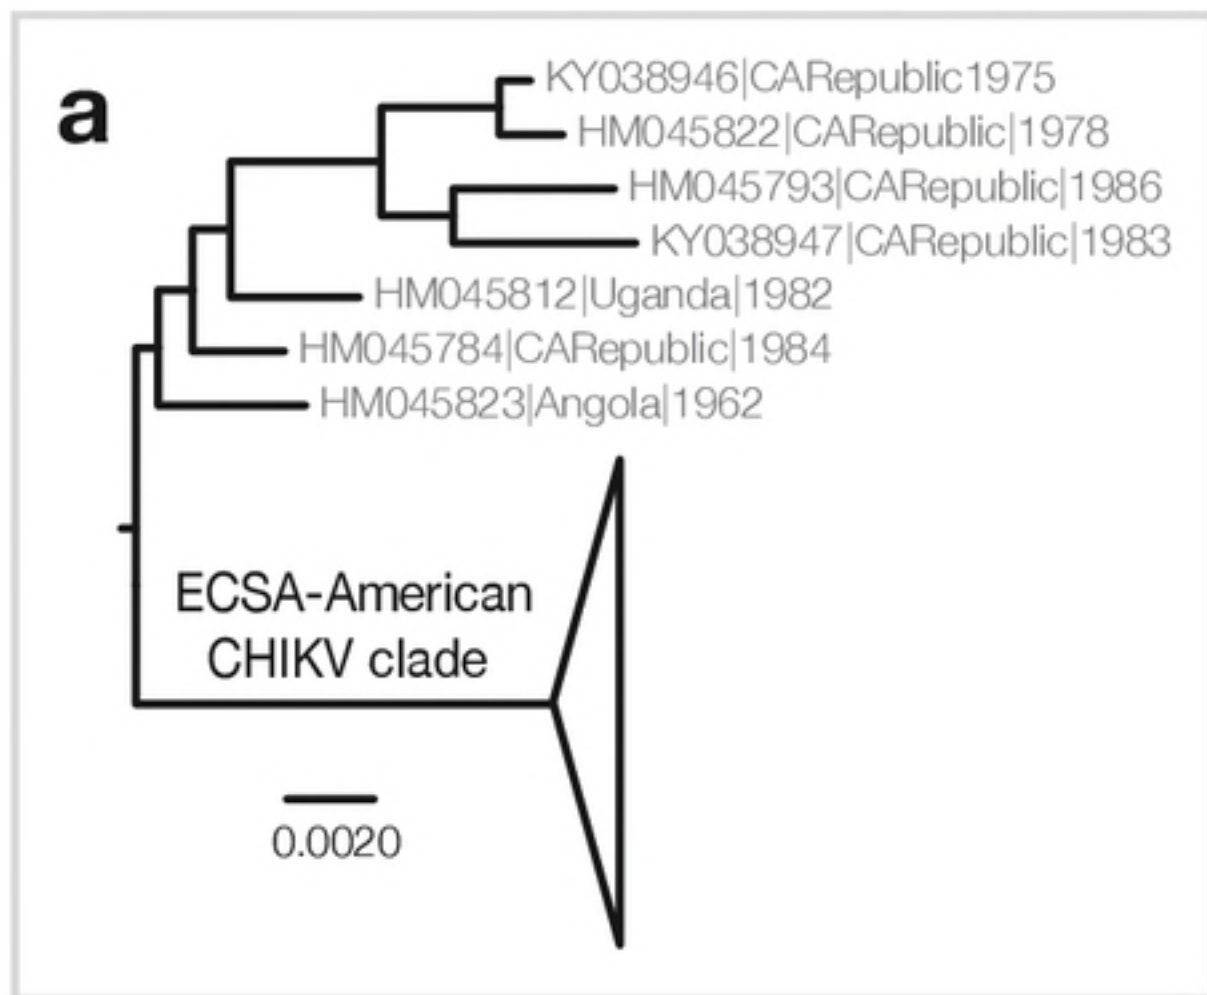 a
KY038946|CARepublic1975
HM045822|CARepublic|1978
HM045793|CARepublic|1986
KY038947|CARepublic|1983
HM045812|Uganda|1982
HM045784|CARepublic|1984
HM045823|Angola|1962
ECSA-American
CHIKV clade
0.0020